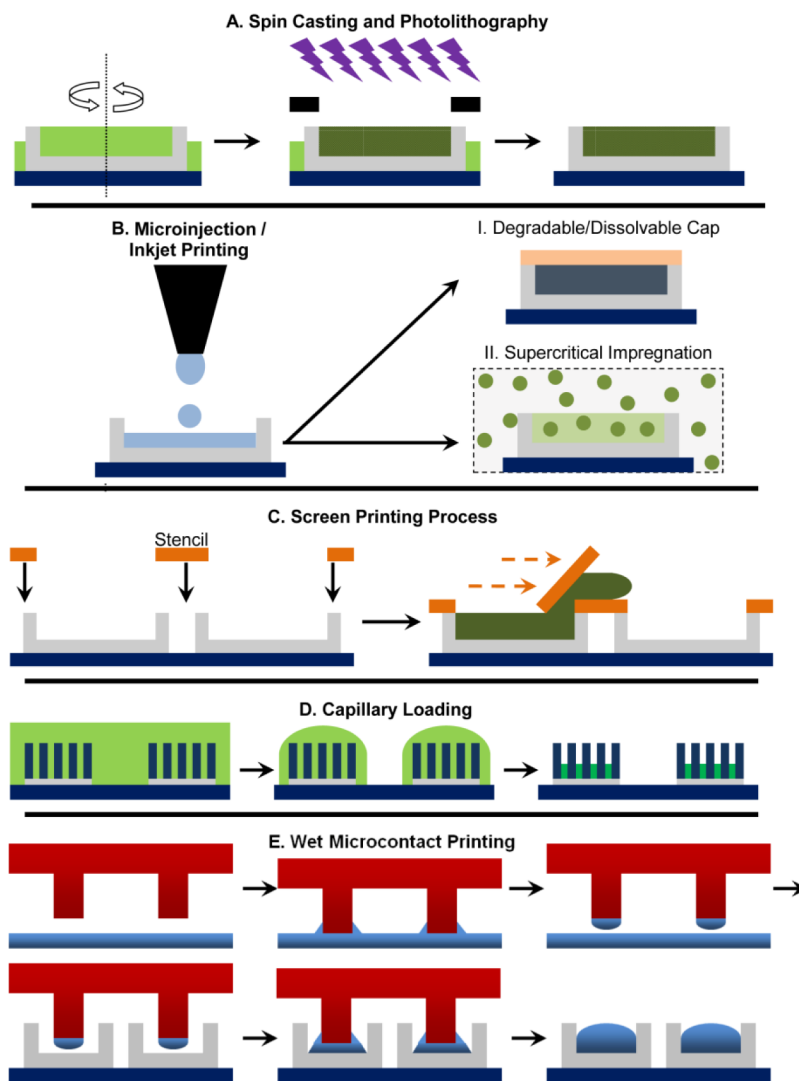 A. Spin Casting and Photolithography
B. Microinjection /
Inkjet Printing
I. Degradable/Dissolvable Cap
II. Supercritical Impregnation
C. Screen Printing Process
Stencil
D. Capillary Loading
E. Wet Microcontact Printing